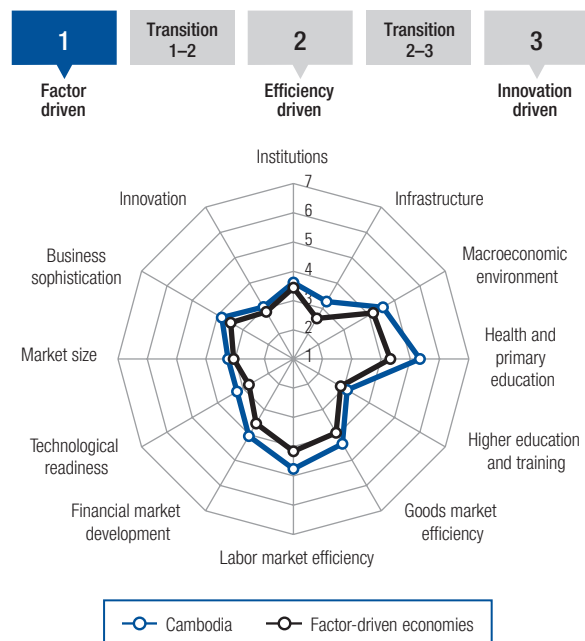 1
Transition
1–2
2
Transition
2–3
3
Factor
driven
Efficiency
driven
Innovation
driven
Institutions
Innovation
Infrastructure
Business
sophistication
Macroeconomic
environment
Market size
Health and
primary
education
Technological
readiness
Higher education
and training
Financial market
development
Goods market
efficiency
Labor market efficiency
7
6
5
4
3
2
1
Cambodia
Factor-driven economies